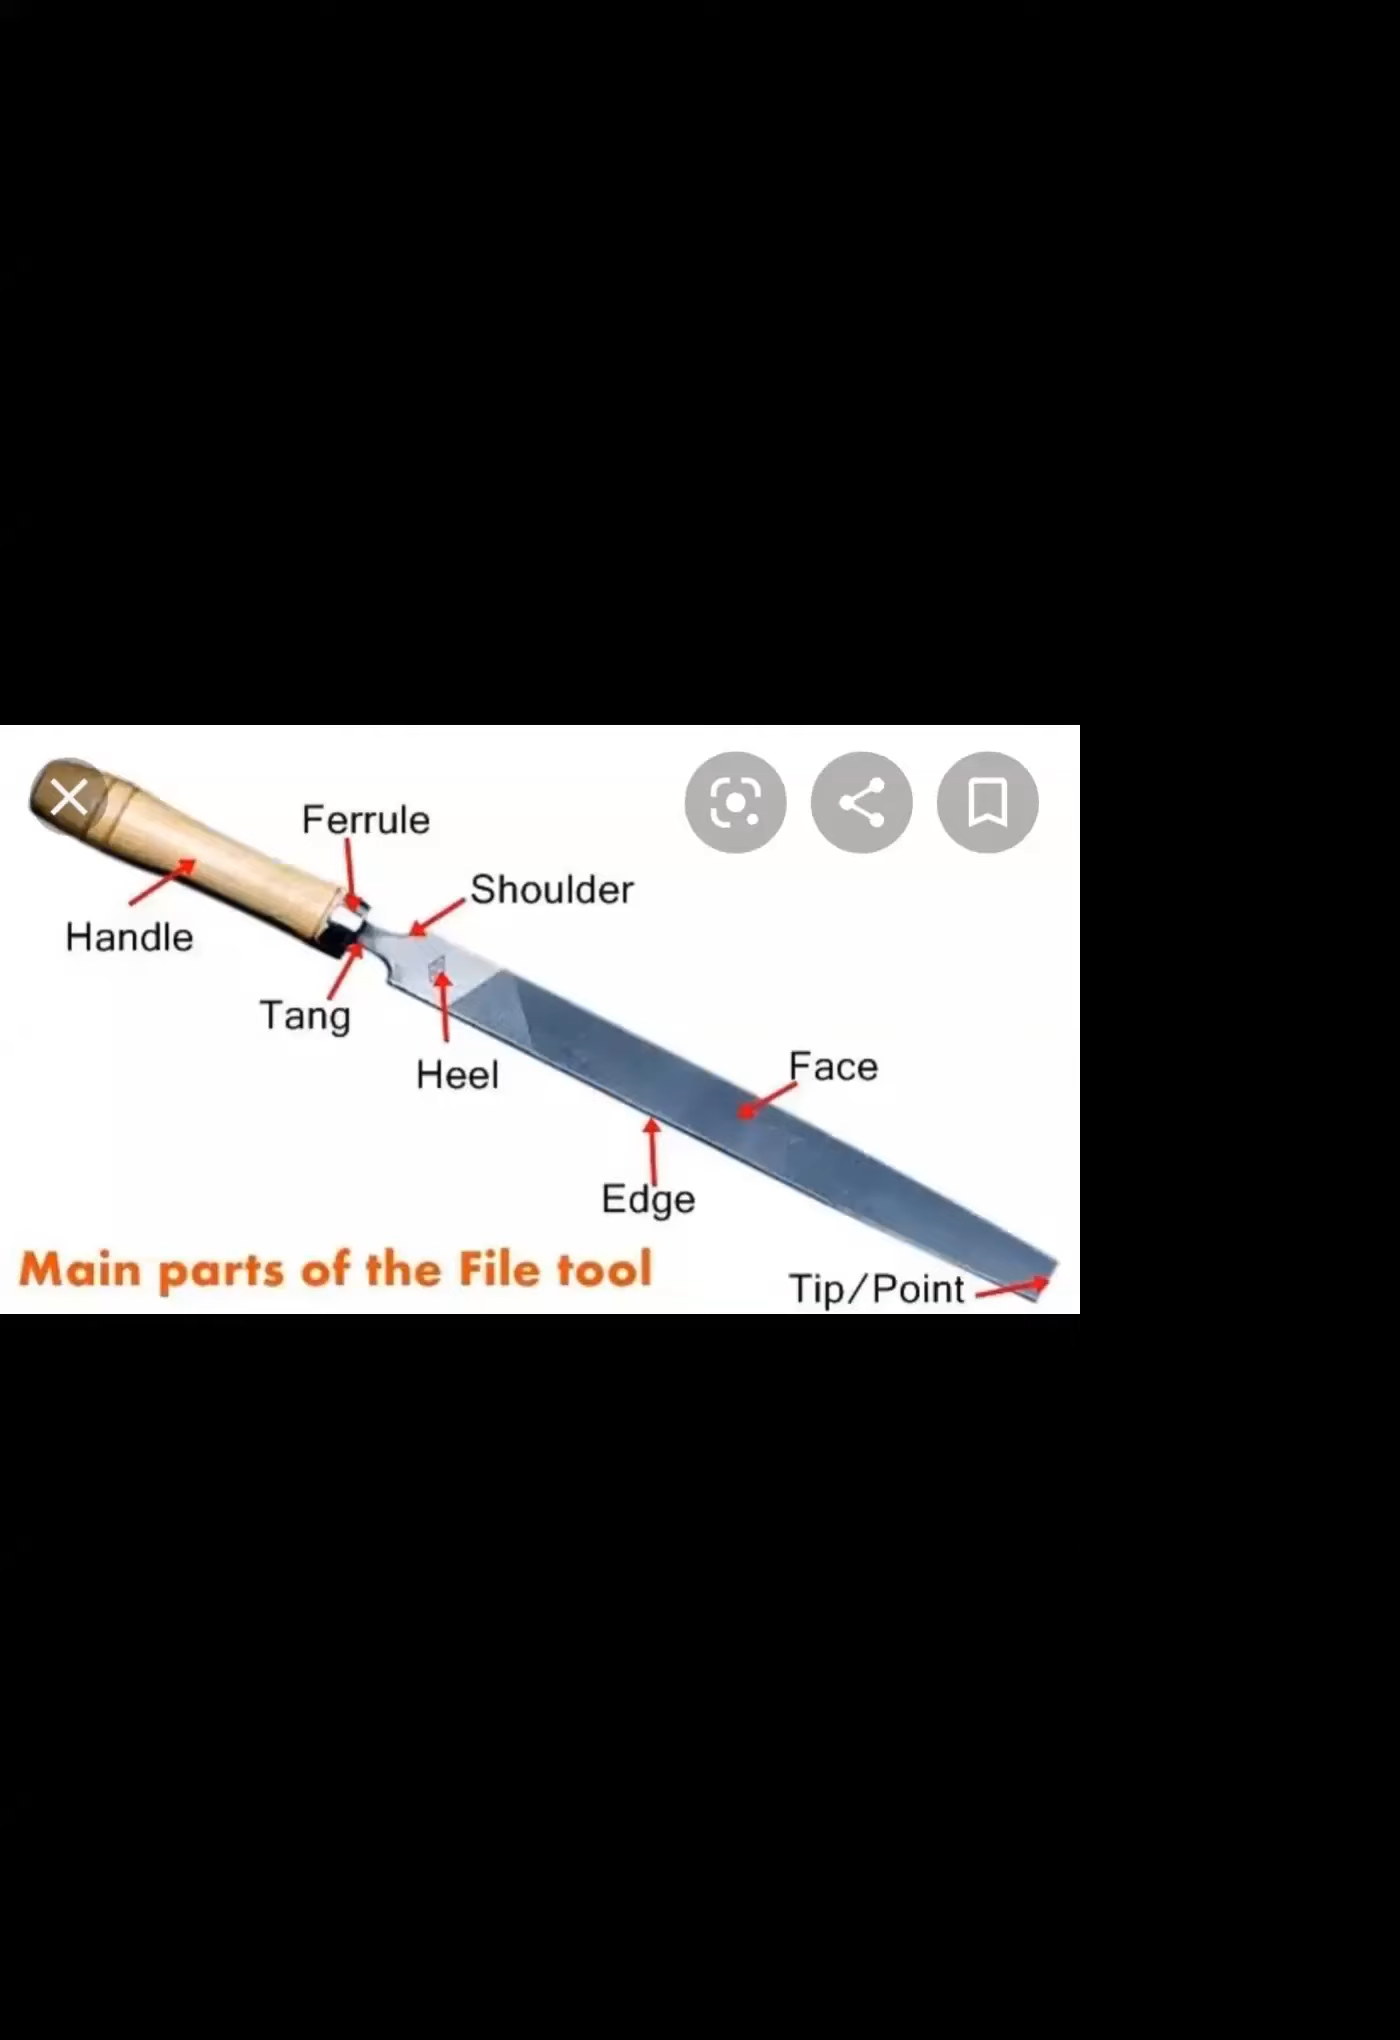 Ferrule
Shoulder
Handle
Tang
Heel
Face
Edge
Main parts of the File tool
Tip/Point